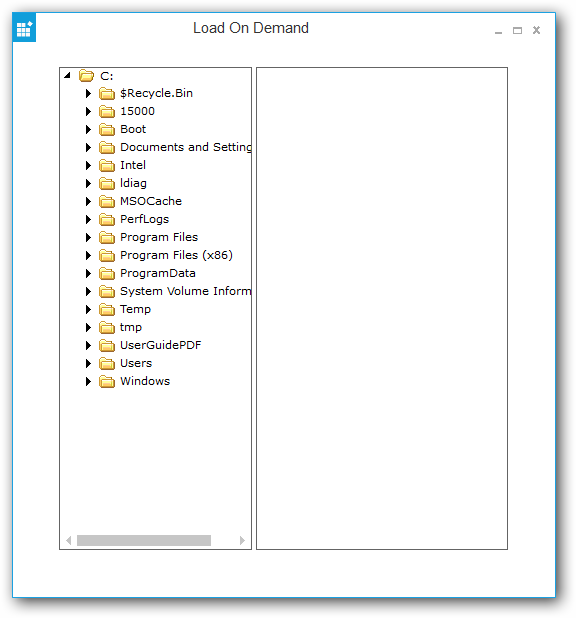 Load On Demand
C:
$Recycle.Bin
15000
Boot
Documents and Setting
Intel
ldiag
MSOCache
PerfLogs
Program Files
Program Files (x86)
ProgramData
System Volume Inform
Temp
tmp
UserGuidePDF
Users
Windows